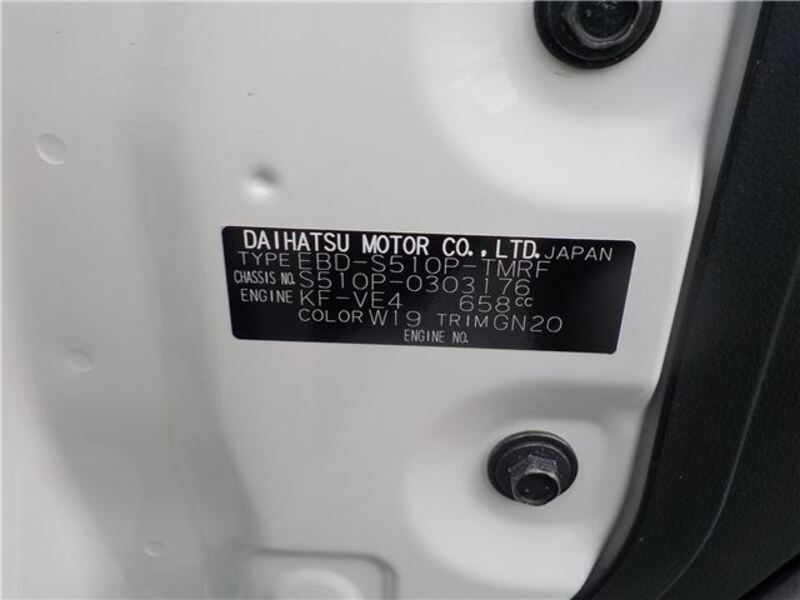 DAIHATSU MOTOR CO., LTD. JAPAN
TYPE EBD-S510P-TMRF
CHASSIS NO. S510P-0303176
ENGINE KF-VE4 658cc
COLOR W19 TRIM GN20
ENGINE NO.